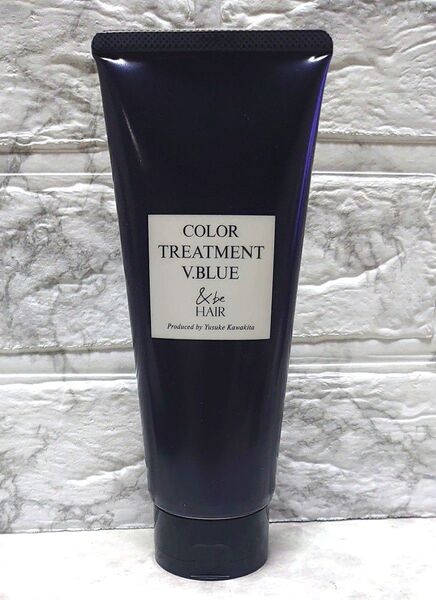 COLOR
TREATMENT
V.BLUE
& be
HAIR
Produced by Yusuke Kawakita